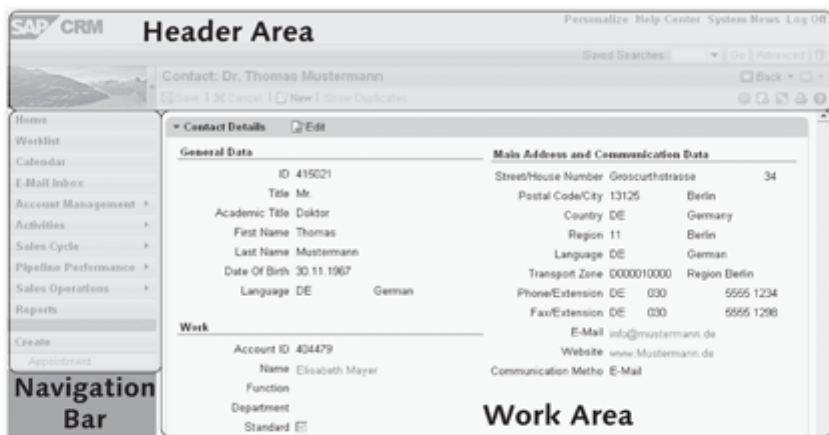 SAP CRM
Header Area
Personalize Help Center System News Log Off
Saved Searches Go Advanced
Contact: Dr. Thomas Mustermann
Back
Save | Cancel | New | Show Duplicates
Home
Worklist
Calendar
E-Mail Inbox
Account Management
Activities
Sales Cycle
Pipeline Performance
Sales Operations
Reports
Create
Appointment
Navigation
Bar
Contact Details Edit
General Data
ID 415021
Title Mr.
Academic Title Doktor
First Name Thomas
Last Name Mustermann
Date Of Birth 30.11.1967
Language DE German
Work
Account ID 404479
Name Elisabeth Mayer
Function
Department
Standard
Main Address and Communication Data
Street/House Number Groscurthstrasse 34
Postal Code/City 13125 Berlin
Country DE Germany
Region 11 Berlin
Language DE German
Transport Zone D000010000 Region Berlin
Phone/Extension DE 030 5555 1234
Fax/Extension DE 030 5555 1298
E-Mail info@mustermann.de
Website www.Mustermann.de
Communication Metho E-Mail
Work Area